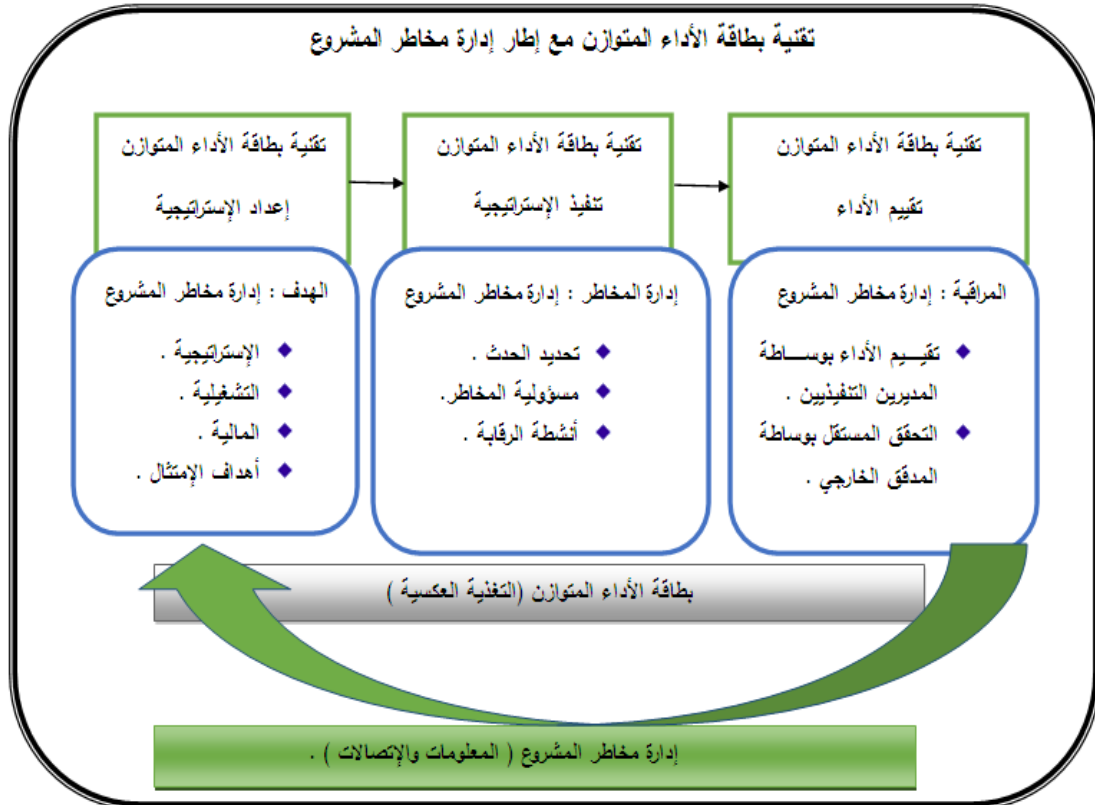 تقنية بطاقة الأداء المتوازن مع إطار إدارة مخاطر المشروع
تقنية بطاقة الأداء المتوازن
إعداد الإستراتيجية
تقنية بطاقة الأداء المتوازن
تنفيذ الإستراتيجية
تقنية بطاقة الأداء المتوازن
تقييم الأداء
الهدف : إدارة مخاطر المشروع
الإستراتيجية .
التشغيلية .
المالية .
أهداف الإمتثال .
إدارة المخاطر : إدارة مخاطر المشروع
تحديد الحدث .
مسؤولية المخاطر.
أنشطة الرقابة .
المراقبة : إدارة مخاطر المشروع
تقييم الأداء بوساطة
المديرين التنفيذيين .
التحقق المستقل بوساطة
المدقق الخارجي .
بطاقة الأداء المتوازن (التغذية العكسية )
إدارة مخاطر المشروع ( المعلومات والإتصالات ) .